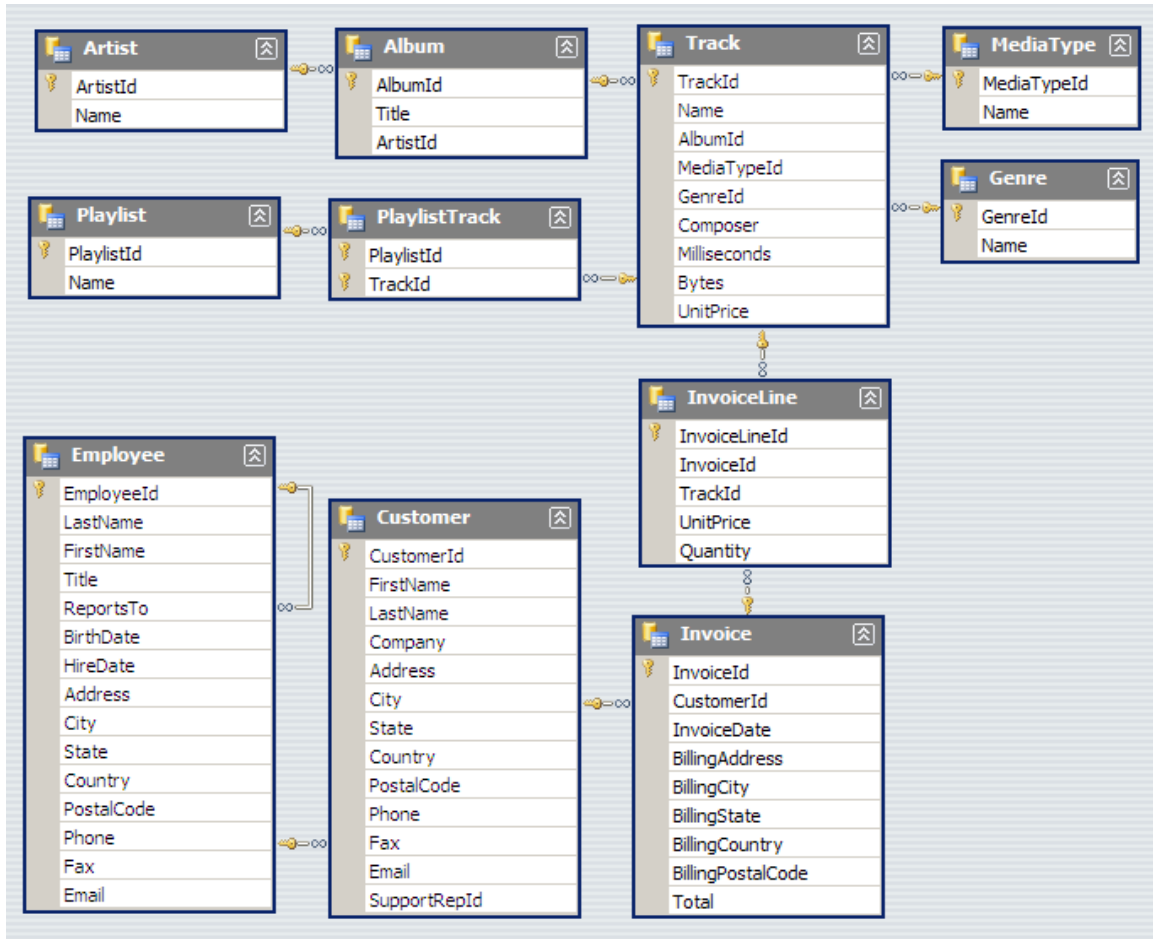 Artist
ArtistId
Name
Album
AlbumId
Title
ArtistId
Track
TrackId
Name
AlbumId
MediaTypeId
GenreId
Composer
Milliseconds
Bytes
UnitPrice
MediaType
MediaTypeId
Name
Genre
GenreId
Name
Playlist
PlaylistId
Name
PlaylistTrack
PlaylistId
TrackId
InvoiceLine
InvoiceLineId
InvoiceId
TrackId
UnitPrice
Quantity
Employee
EmployeeId
LastName
FirstName
Title
ReportsTo
BirthDate
HireDate
Address
City
State
Country
PostalCode
Phone
Fax
Email
Customer
CustomerId
FirstName
LastName
Company
Address
City
State
Country
PostalCode
Phone
Fax
Email
SupportRepId
Invoice
InvoiceId
CustomerId
InvoiceDate
BillingAddress
BillingCity
BillingState
BillingCountry
BillingPostalCode
Total